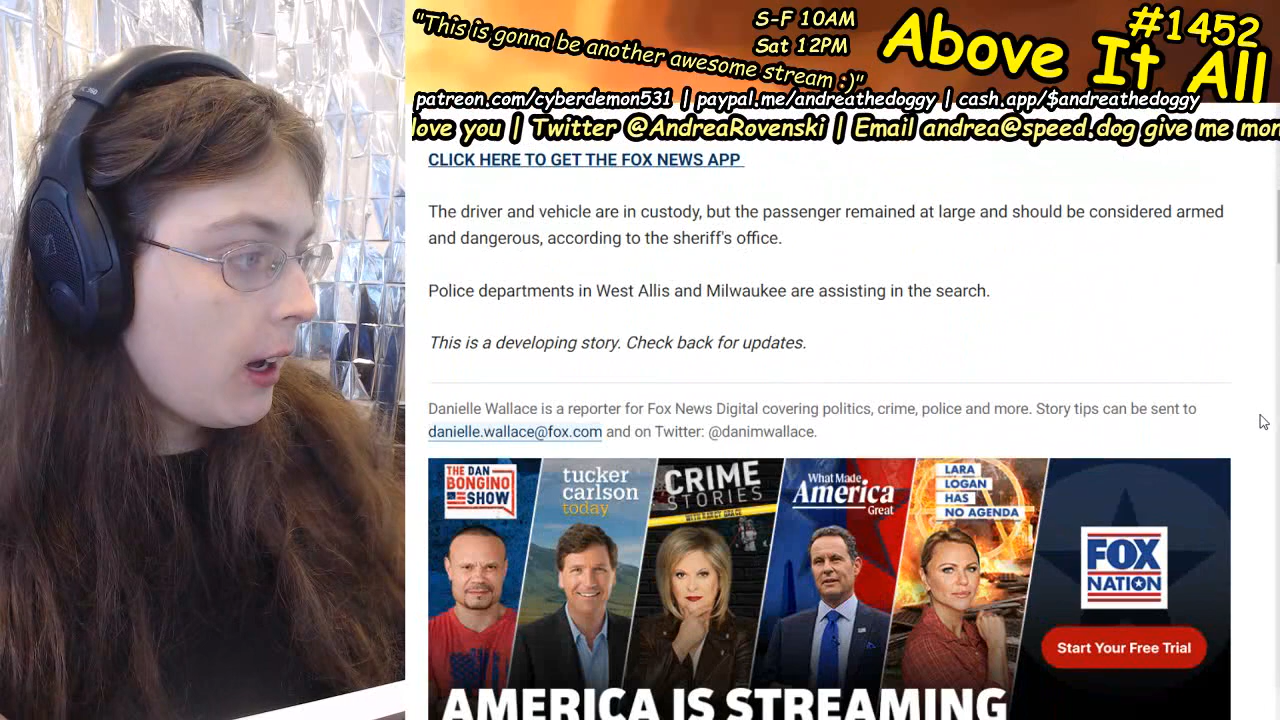 "This is gonna be another awesome stream :)"
S-F 10AM
Sat 12PM
Above It All
#1452
patreon.com/cyberdemon531 | paypal.me/andreathedoggy | cash.app/$andreathedoggy
love you | Twitter @AndreaRovenski | Email andrea@speed.dog give me mon
CLICK HERE TO GET THE FOX NEWS APP
The driver and vehicle are in custody, but the passenger remained at large and should be considered armed
and dangerous, according to the sheriff's office.
Police departments in West Allis and Milwaukee are assisting in the search.
This is a developing story. Check back for updates.
Danielle Wallace is a reporter for Fox News Digital covering politics, crime, police and more. Story tips can be sent to
danielle.wallace@fox.com and on Twitter: @danimwallace.
THE DAN
BONGINO
SHOW
tucker
carlson
today
CRIME
STORIES
WITH NANCY GRACE
What Made
America
Great
LARA
LOGAN
HAS
NO AGENDA
FOX
NATION
Start Your Free Trial
AMERICA IS STREAMING